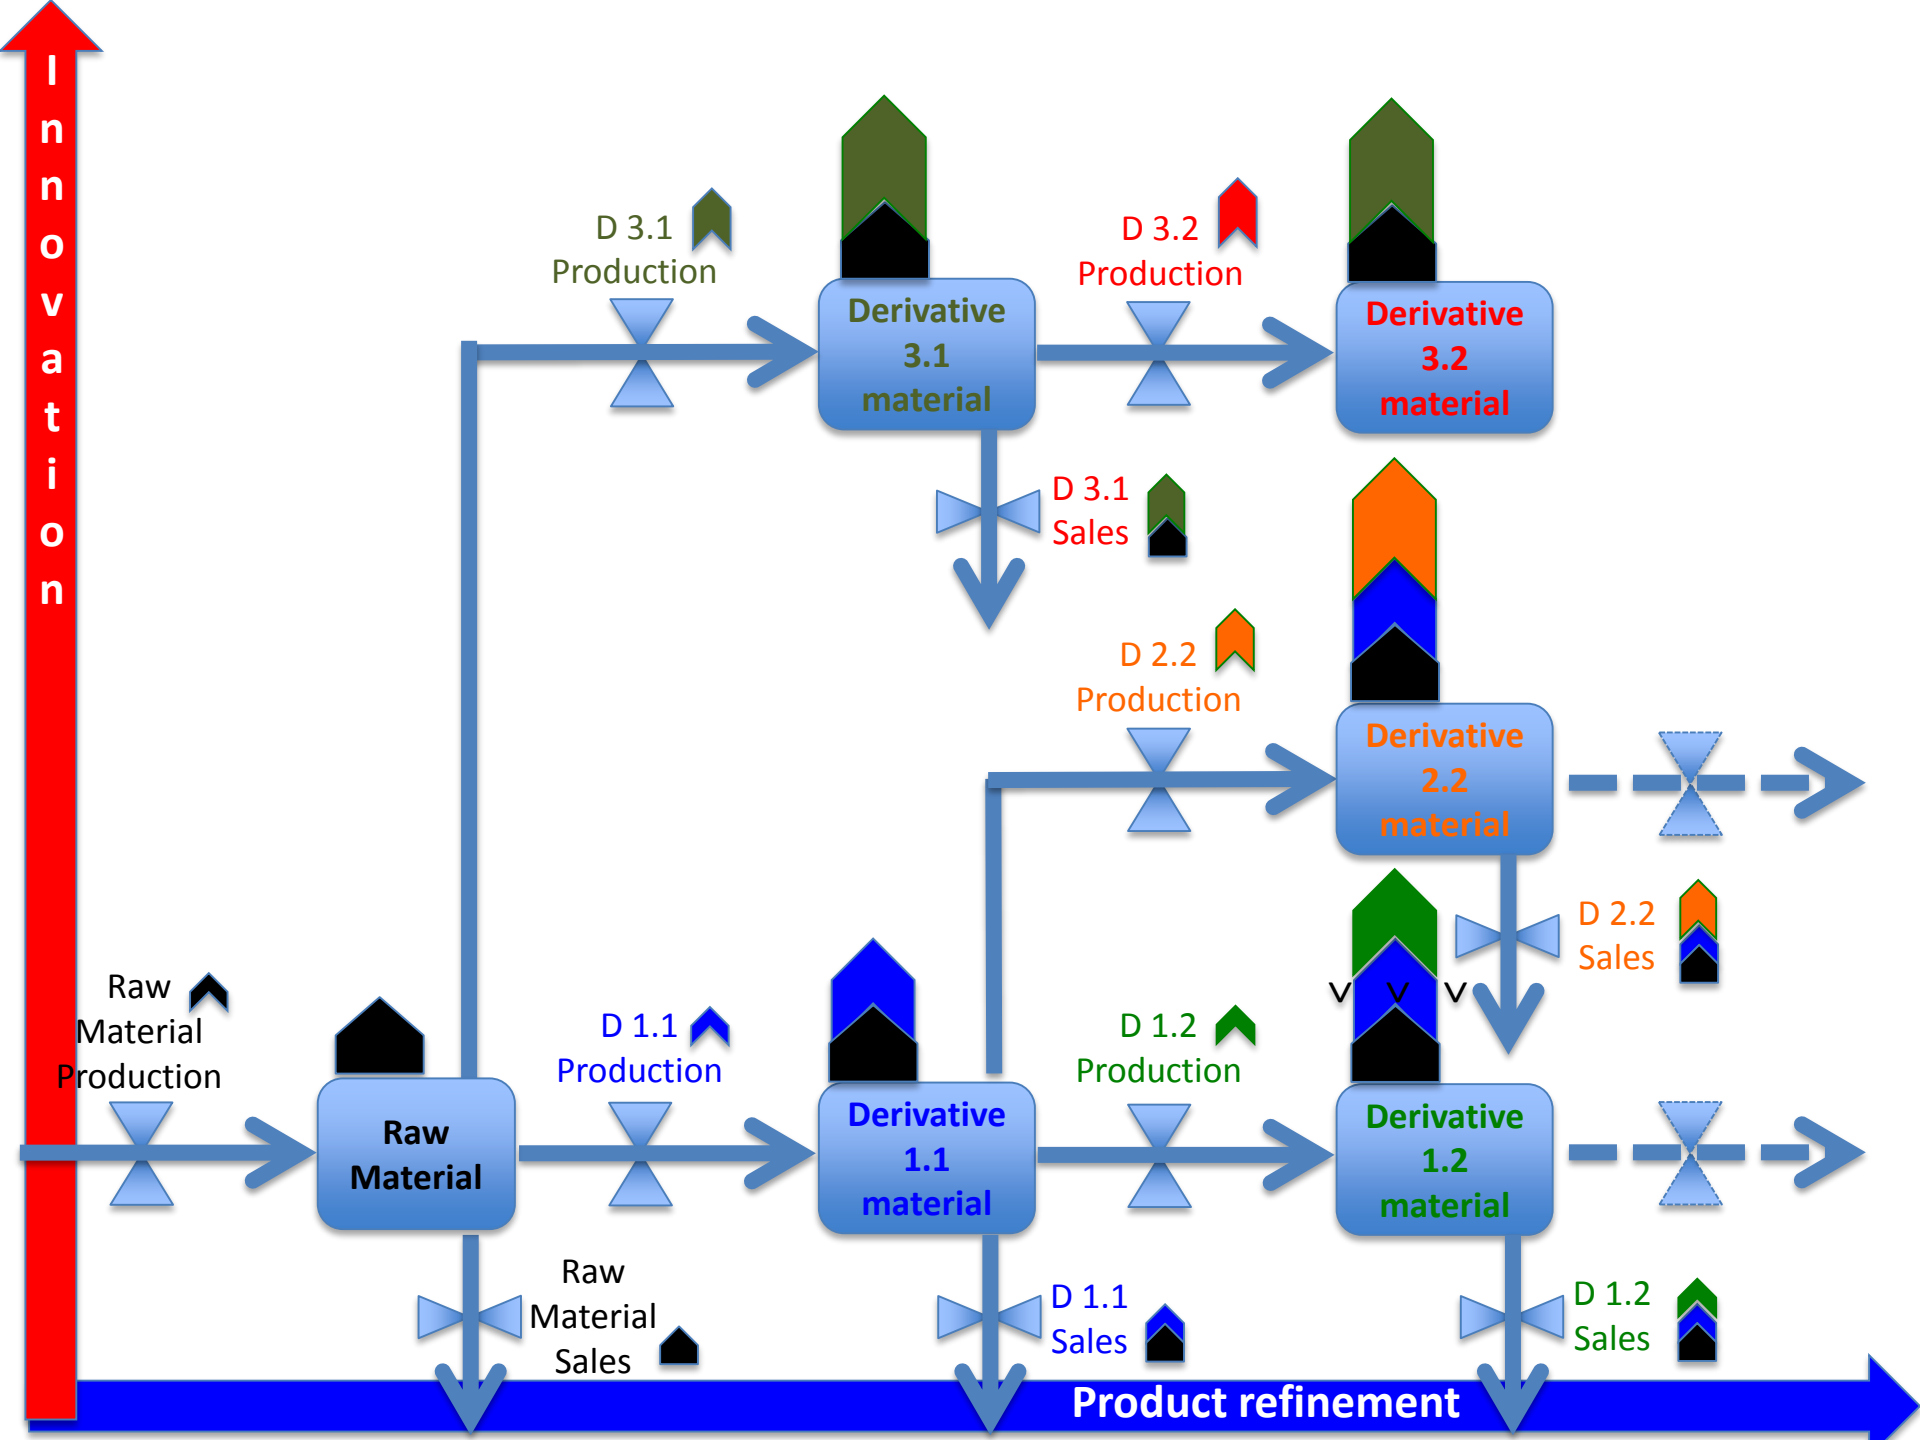 Innovation
D 3.1
Production
D 3.2
Production
Derivative
3.1
material
Derivative
3.2
material
D 3.1
Sales
D 2.2
Production
Derivative
2.2
material
D 2.2
Sales
Raw
Material
Production
D 1.1
Production
D 1.2
Production
v v v
Raw
Material
Derivative
1.1
material
Derivative
1.2
material
Raw
Material
Sales
D 1.1
Sales
D 1.2
Sales
Product refinement